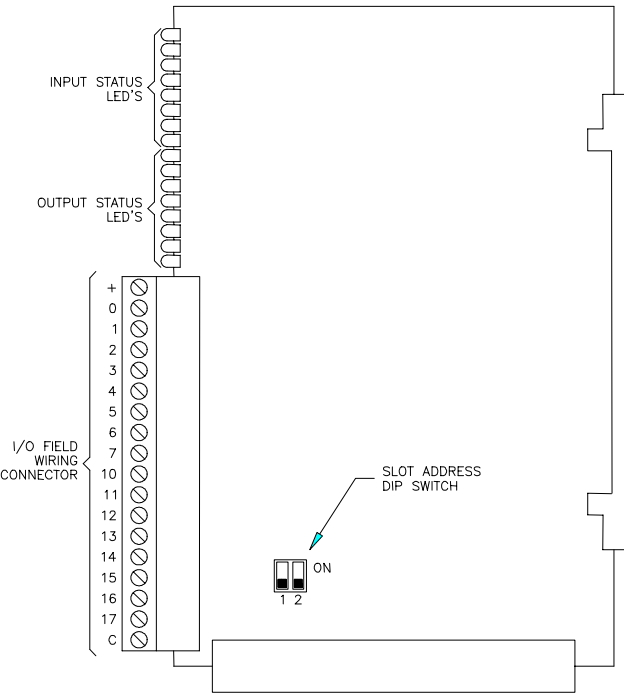 INPUT STATUS
LED'S
OUTPUT STATUS
LED'S
+
0
1
2
3
4
5
6
7
10
11
12
13
14
15
16
17
C
I/O FIELD
WIRING
CONNECTOR
SLOT ADDRESS
DIP SWITCH
ON
1 2